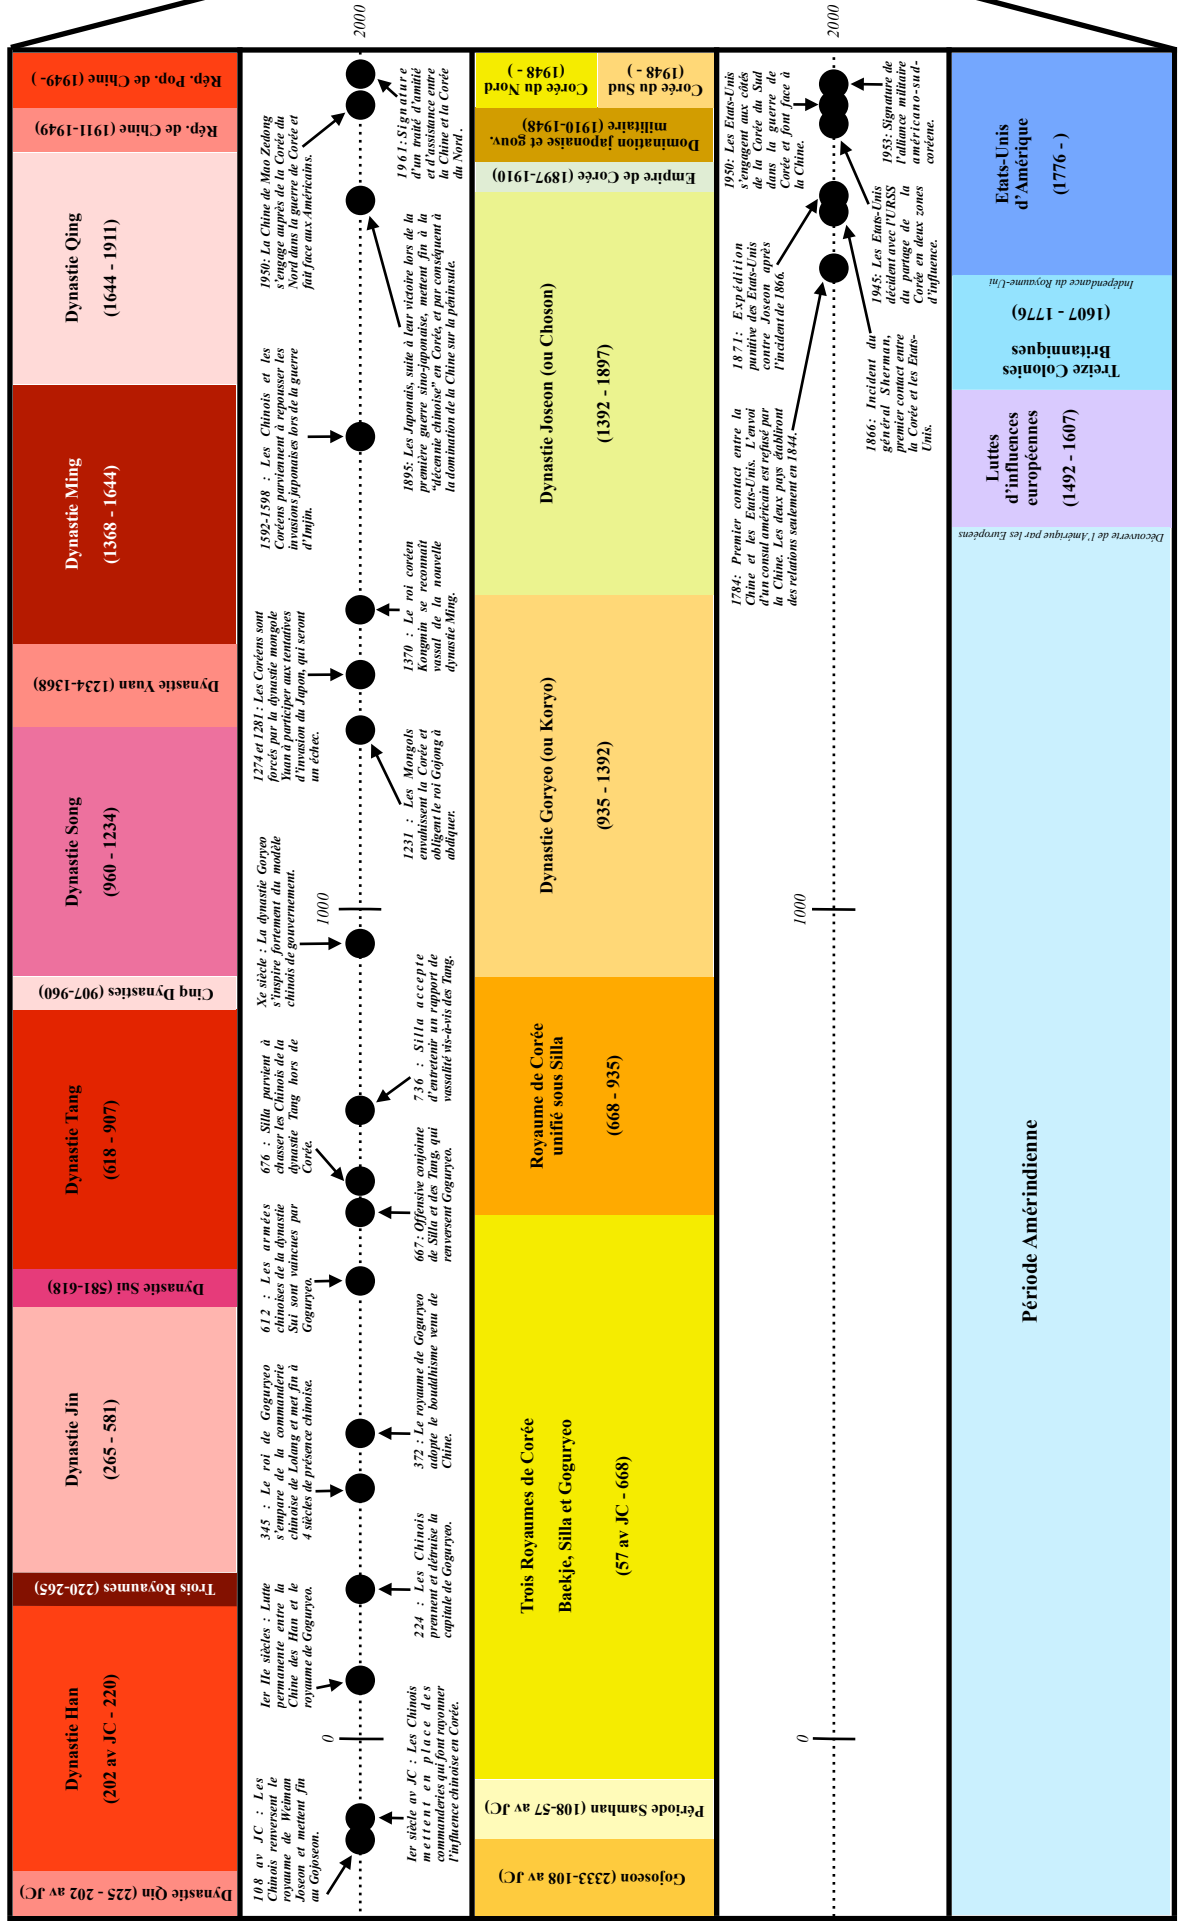 Dynastie Qin (225 - 202 av JC)
Dynastie Han
(202 av JC - 220)
Trois Royaumes (220-265)
Dynastie Jin
(265 - 581)
Dynastie Sui (581-618)
Dynastie Tang
(618 - 907)
Cinq Dynasties (907-960)
Dynastie Song
(960 - 1234)
Dynastie Yuan (1234-1368)
Dynastie Ming
(1368 - 1644)
Dynastie Qing
(1644 - 1911)
Rép. de Chine (1911-1949)
Rép. de Pop. de Chine (1949- )
108 av JC : Les
Chinois renversent le
royaume de Weiman
Joseon et mettent fin
au Gojoseon.
Ier IIe siècles : Lutte
permanente entre la
Chine des Han et le
royaume de Goguryeo.
345 : Le roi de Goguryeo
s'empare de la commanderie
chinoise de Lolang et met fin à
4 siècles de présence chinoise.
612 : Les armées
chinoises de la dynastie
Sui sont vaincues par
Goguryeo.
676 : Silla parvient à
chasser les Chinois de la
dynastie Tang hors de
Corée.
Xe siècle : La dynastie Goryeo
s'inspire fortement du modèle
chinois de gouvernement.
1274 et 1281 : Les Coréens sont
forcés par la dynastie mongole
Yuan à participer aux tentatives
d'invasion du Japon, qui seront
un échec.
1592-1598 : Les Chinois et les
Coréens parviennent à repousser les
invasions japonaises lors de la guerre
d'Imjin.
1950: La Chine de Mao Zedong
s'engage auprès de la Corée du
Nord dans la guerre de Corée et
fait face aux Américains.
0
1000
2000
Ier siècle av JC : Les Chinois
mettent en place des
commanderies qui font rayonner
l'influence chinoise en Corée.
224 : Les Chinois
prennent et détruise la
capitale de Goguryeo.
372 : Le royaume de Goguryeo
adopte le bouddhisme venu de
Chine.
667 : Offensive conjointe
de Silla et des Tang, qui
renversent Goguryeo.
736 : Silla accepte
d'entretenir un rapport de
vassalité vis-à-vis des Tang.
1231 : Les Mongols
envahissent la Corée et
obligent le roi Gojong à
abdiquer.
1370 : Le roi coréen
Kongmin se reconnaît
vassal de la nouvelle
dynastie Ming.
1895: Les Japonais, suite à leur victoire lors de la
première guerre sino-japonaise, mettent fin à la
"décennie chinoise" en Corée, et par conséquent à
la domination de la Chine sur la péninsule.
1961:Signature
d'un traité d'amitié
et d'assistance entre
la Chine et la Corée
du Nord .
Gojoseon (2333-108 av JC)
Période Samhan (108-57 av JC)
Trois Royaumes de Corée
Baekje, Silla et Goguryeo
(57 av JC - 668)
Royaume de Corée
unifié sous Silla
(668 - 935)
Dynastie Goryeo (ou Koryo)
(935 - 1392)
Dynastie Joseon (ou Choson)
(1392 - 1897)
Empire de Corée (1897-1910)
Domination japonaise et gouv.
militaire (1910-1948)
Corée du Nord
(1948 - )
Corée du Sud
(1948 - )
1784: Premier contact entre la
Chine et les Etats-Unis. L'envoi
d'un consul américain est refusé par
la Chine. Les deux pays établiront
des relations seulement en 1844.
1871: Expédition
punitive des Etats-Unis
contre Joseon après
l'incident de 1866.
1950: Les Etats-Unis
s'engagent aux côtés
de la Corée du Sud
dans la guerre de
Corée et font face à
la Chine.
0
1000
2000
1866: Incident du
général Sherman,
premier contact entre
la Corée et les Etats-
Unis.
1945: Les Etats-Unis
décident avec l'URSS
du partage de la
Corée en deux zones
d'influence.
1953: Signature de
l'alliance militaire
américano-sud-
coréene.
Période Amérindienne
Découverte de l'Amérique par les Européens
Luttes
d'influences
européennes
(1492 - 1607)
Treize Colonies
Britanniques
(1607 - 1776)
Indépendance du Royaume-Uni
Etats-Unis
d'Amérique
(1776 - )